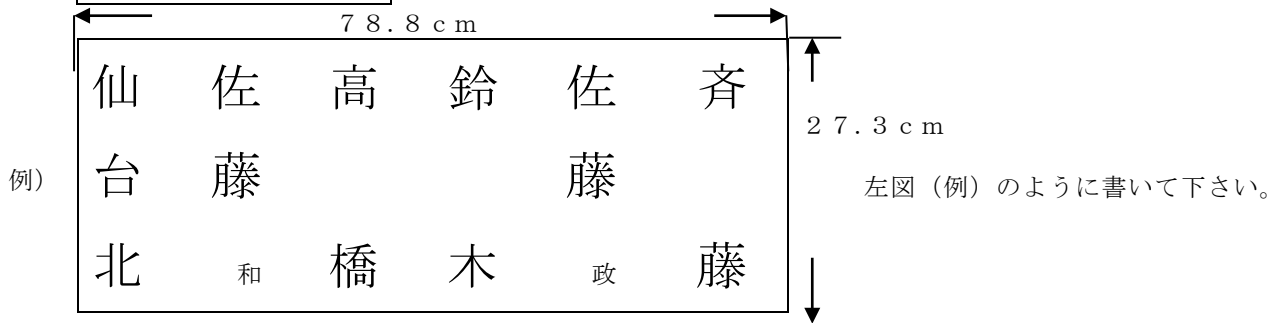 78.8cm
27.3cm
例）
斉藤
佐藤政
鈴木
高橋
佐藤和
仙台北
左図（例）のように書いて下さい。